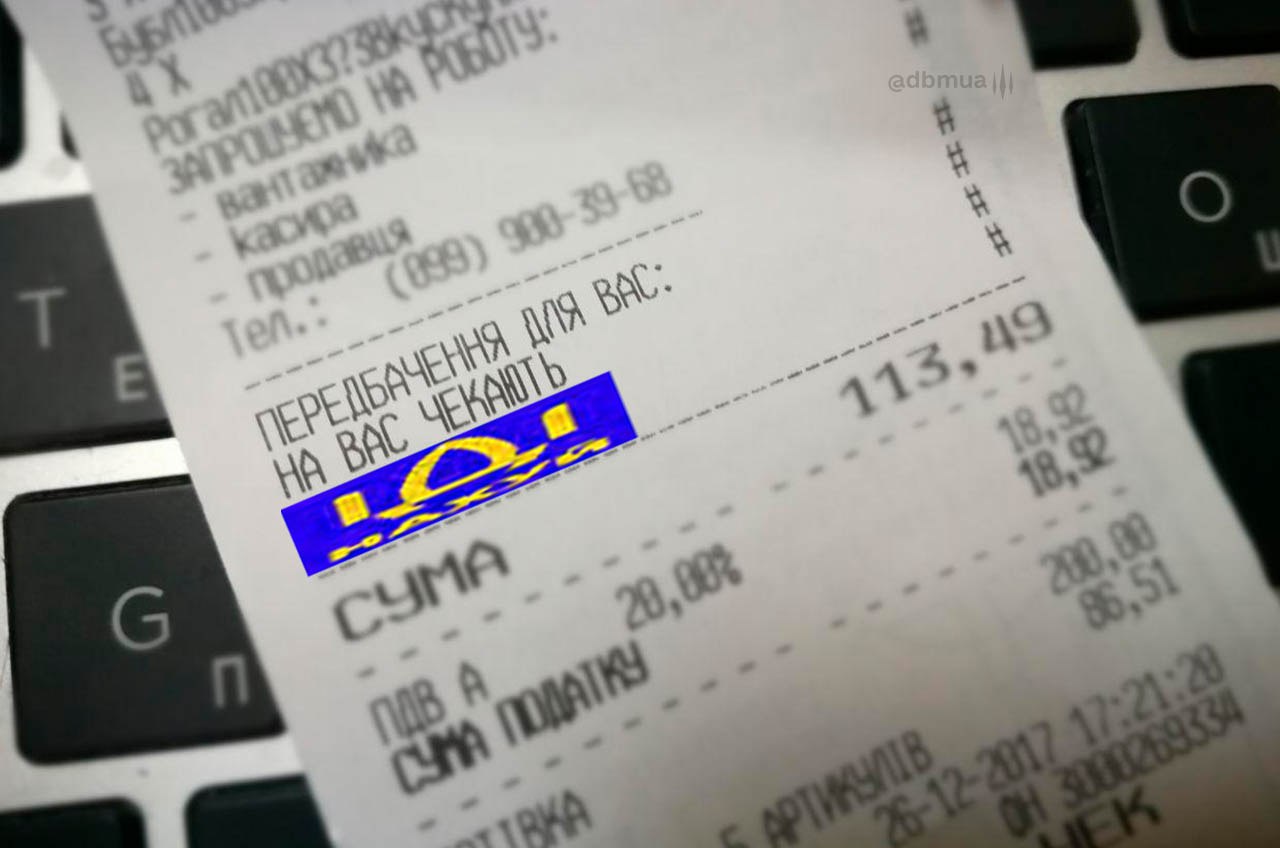 4 X
Рогал100Х3?3Вкускул
ЗАПРОШУЄМО НА РОБОТУ:
- вантажника
- касира
- продавця
Тел.: (099) 900-39-68
ПЕРЕДБАЧЕННЯ ДЛЯ ВАС:
НА ВАС ЧЕКАЮТЬ
СУМА 113,49
ПДВ А 20,00% 18,92
СУМА ПОДАТКУ 18,92
200,00
86,51
5 АРТИКУЛІВ
26-12-2017 17:21:20
ФН 3000269334
ЧЕК
@dbmua
#
#
#
#
#
T
Е
G
П
O